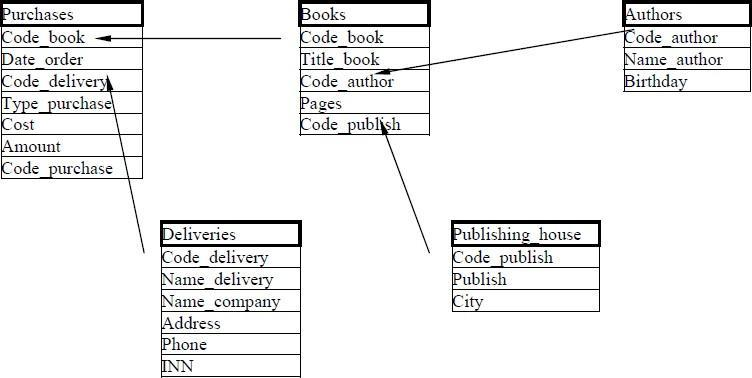 Purchases
Code_book
Date_order
Code_delivery
Type_purchase
Cost
Amount
Code_purchase
Books
Code_book
Title_book
Code_author
Pages
Code_publish
Authors
Code_author
Name_author
Birthday
Deliveries
Code_delivery
Name_delivery
Name_company
Address
Phone
INN
Publishing_house
Code_publish
Publish
City